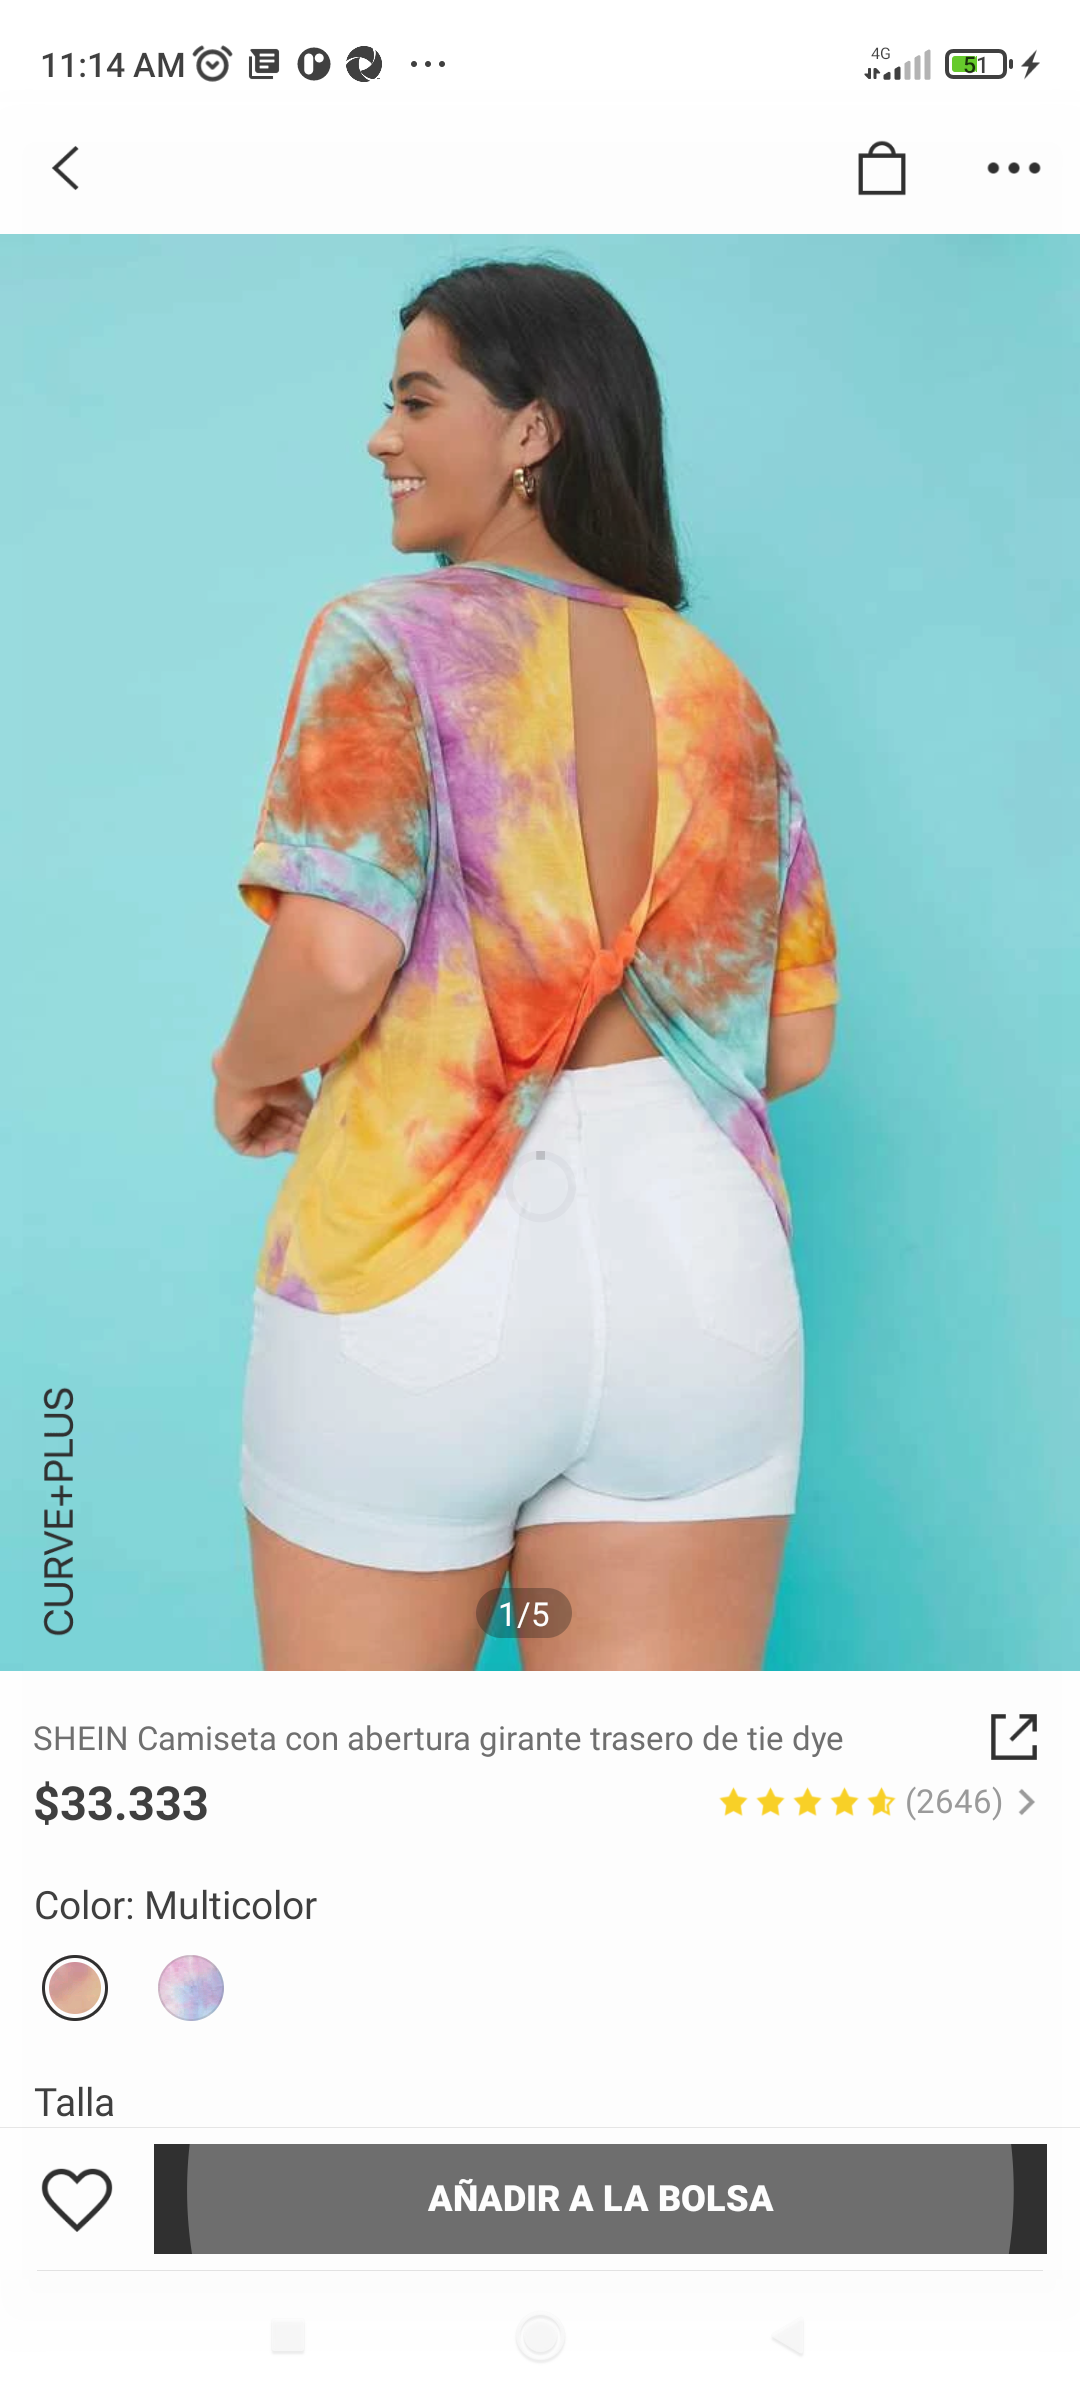 11:14 AM
4G
51
CURVE+PLUS
1/5
SHEIN Camiseta con abertura girante trasero de tie dye
$33.333
(2646)
Color: Multicolor
Talla
AÑADIR A LA BOLSA